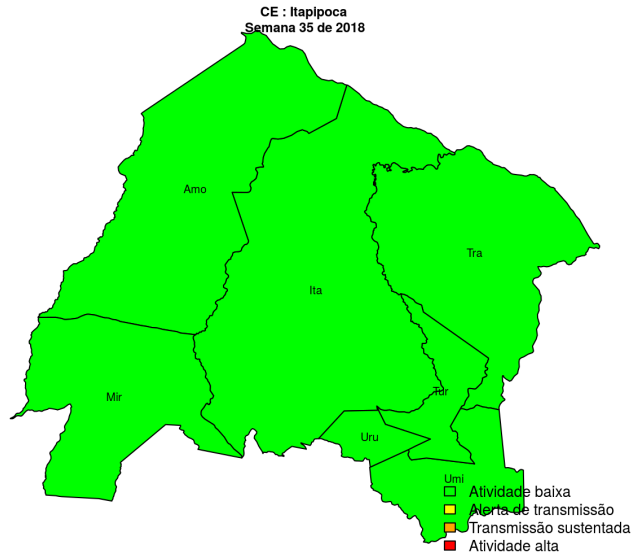 CE : Itapipoca
Semana 35 de 2018
Amo
Tra
Ita
Mir
Tur
Uru
Umi
Atividade baixa
Alerta de transmissão
Transmissão sustentada
Atividade alta